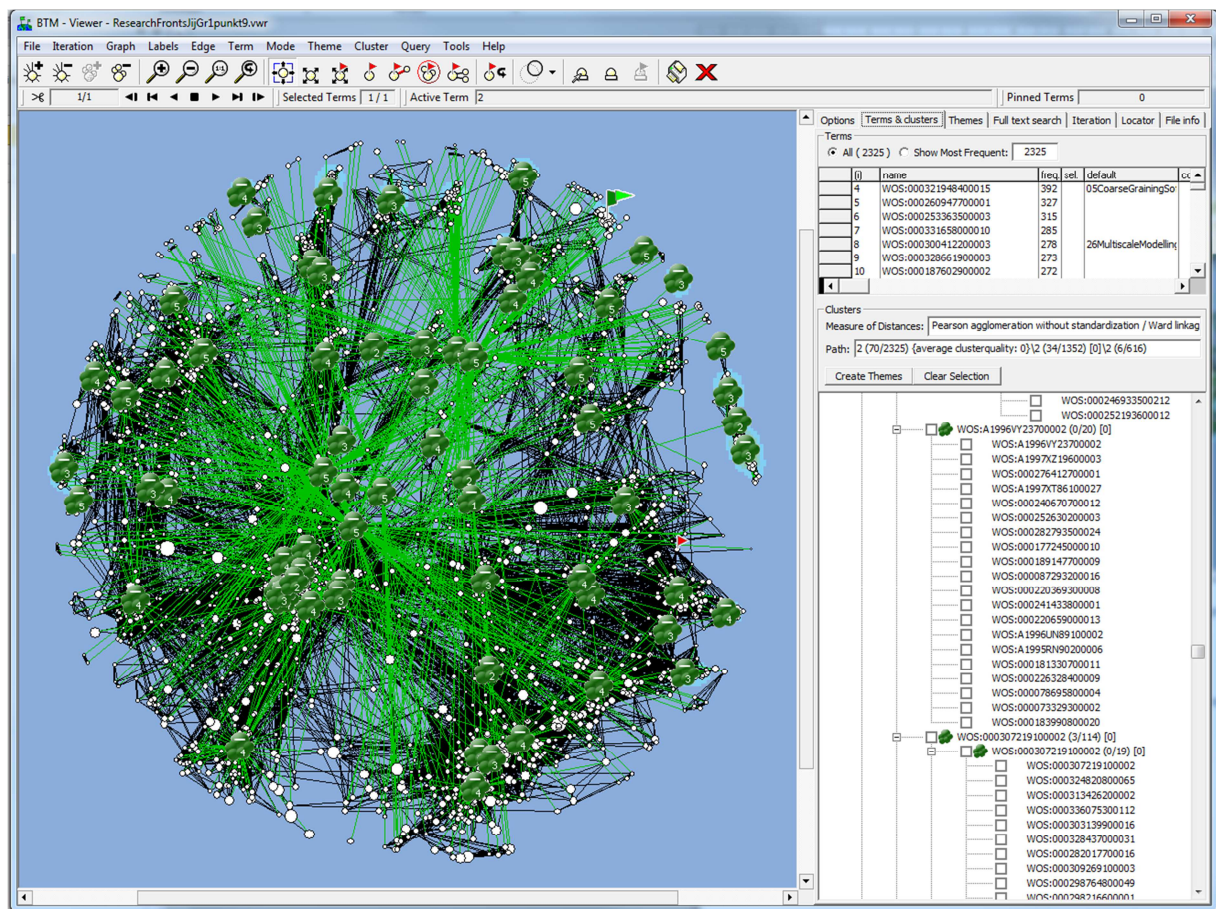 BTM - Viewer - ResearchFrontsJijGr1punkt9.vwr
File Iteration Graph Labels Edge Term Mode Theme Cluster Query Tools Help
1/1 Selected Terms 1 / 1 Active Term 2 Pinned Terms 0
Options Terms & clusters Themes Full text search Iteration Locator File info
Terms
All ( 2325 ) Show Most Frequent: 2325
[i] name freq. sel. default
4 WOS:000321948400015 392 05CoarseGrainingSo
5 WOS:000260947700001 327
6 WOS:000253363500003 315
7 WOS:000331658000010 285
8 WOS:000300412200003 278 26MultiscaleModelling
9 WOS:000328661900003 273
10 WOS:000187602900002 272
Clusters
Measure of Distances: Pearson agglomeration without standardization / Ward linkag
Path: 2 (70/2325) {average clusterquality: 0}\2 (34/1352) [0]\2 (6/616)
Create Themes Clear Selection
WOS:000246933500212
WOS:000252193600012
WOS:A1996VY23700002 (0/20) [0]
WOS:A1996VY23700002
WOS:A1997XZ19600003
WOS:000276412700001
WOS:A1997XT86100027
WOS:000240670700012
WOS:000252630200003
WOS:000282793500024
WOS:000177245000010
WOS:000189147700009
WOS:000087293200016
WOS:000220369300008
WOS:000241433800001
WOS:000220659000013
WOS:A1996UN89100002
WOS:A1995RN90200006
WOS:000181330700011
WOS:000226328400009
WOS:000078695800004
WOS:000073329300002
WOS:000183990800020
WOS:000307219100002 (3/114) [0]
WOS:000307219100002 (0/19) [0]
WOS:000307219100002
WOS:000324820800065
WOS:000313426200002
WOS:000336075300112
WOS:000303139900016
WOS:000328437000031
WOS:000282017700016
WOS:000309269100003
WOS:000298764800049
WOS:000298216600001